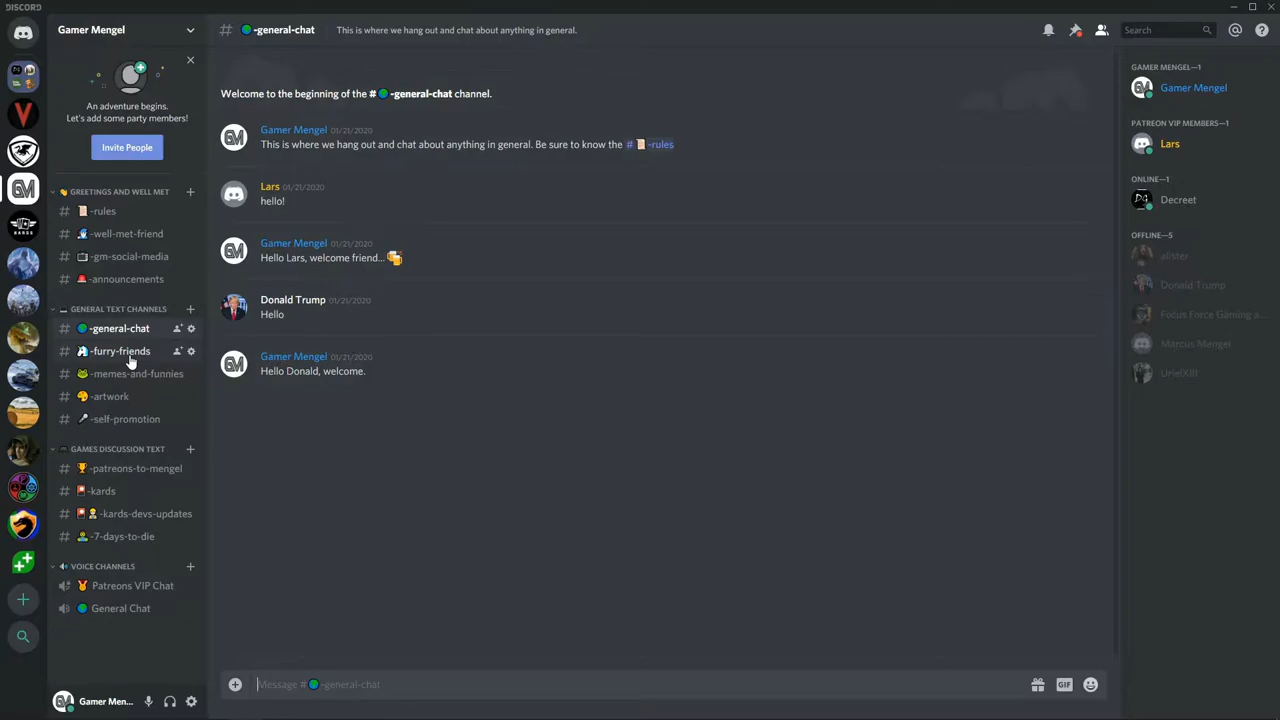 DISCORD
Gamer Mengel
# -general-chat This is where we hang out and chat about anything in general.
Search
An adventure begins.
Let's add some party members!
Invite People
GREETINGS AND WELL MET
# -rules
# -well-met-friend
# -gm-social-media
# -announcements
GENERAL TEXT CHANNELS
# -general-chat
# -furry-friends
# -memes-and-funnies
# -artwork
# -self-promotion
GAMES DISCUSSION TEXT
# -patreons-to-mengel
# -kards
# -kards-devs-updates
# -7-days-to-die
VOICE CHANNELS
Patreons VIP Chat
General Chat
Gamer Men...
Welcome to the beginning of the # -general-chat channel.
Gamer Mengel 01/21/2020
This is where we hang out and chat about anything in general. Be sure to know the # -rules
Lars 01/21/2020
hello!
Gamer Mengel 01/21/2020
Hello Lars, welcome friend...
Donald Trump 01/21/2020
Hello
Gamer Mengel 01/21/2020
Hello Donald, welcome.
Message # -general-chat
GIF
GAMER MENGEL—1
Gamer Mengel
PATREON VIP MEMBERS—1
Lars
ONLINE—1
Decreet
OFFLINE—5
alister
Donald Trump
Focus Force Gaming a...
Marcus Mengel
UrielXIII